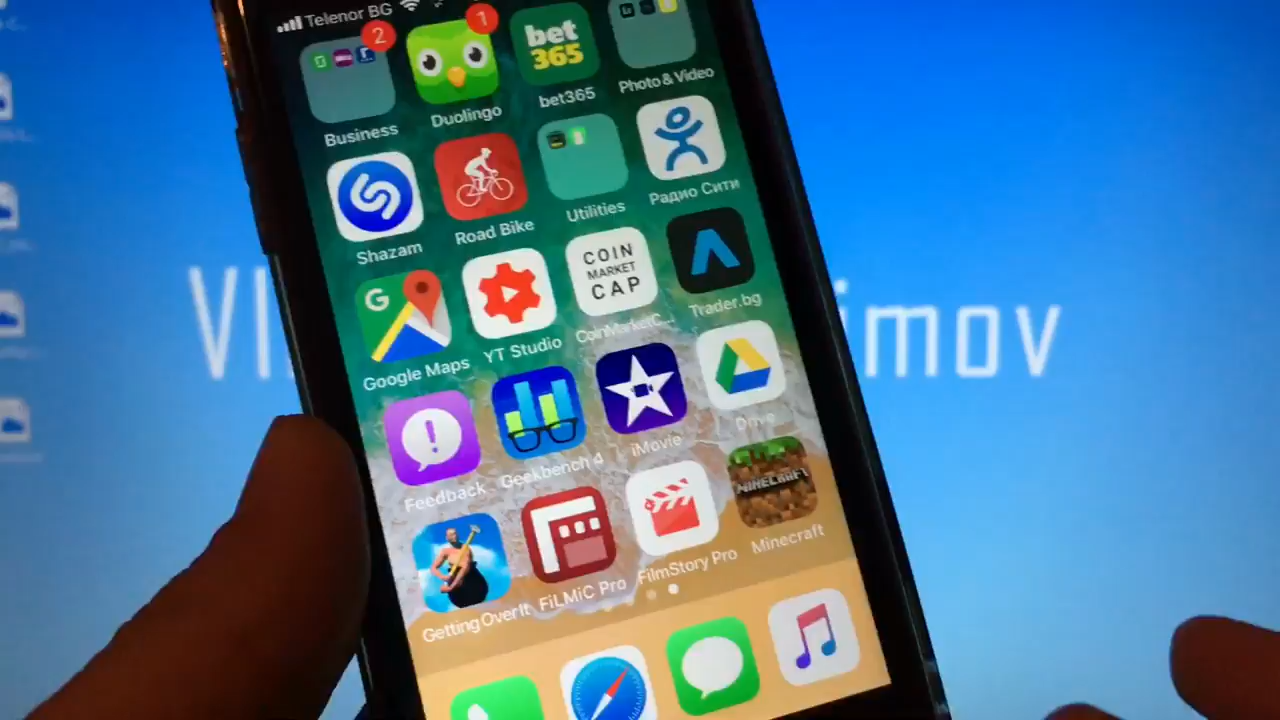 Telenor BG
2
1
bet
365
Business
Duolingo
bet365
Photo & Video
Shazam
Road Bike
Utilities
Радио Сити
G
COIN
MARKET
CAP
Google Maps
YT Studio
CoinMarketC...
Trader.bg
Vl
imov
!
Feedback
Geekbench 4
iMovie
Drive
MINECRAFT
Getting Over It
FiLMiC Pro
FilmStory Pro
Minecraft